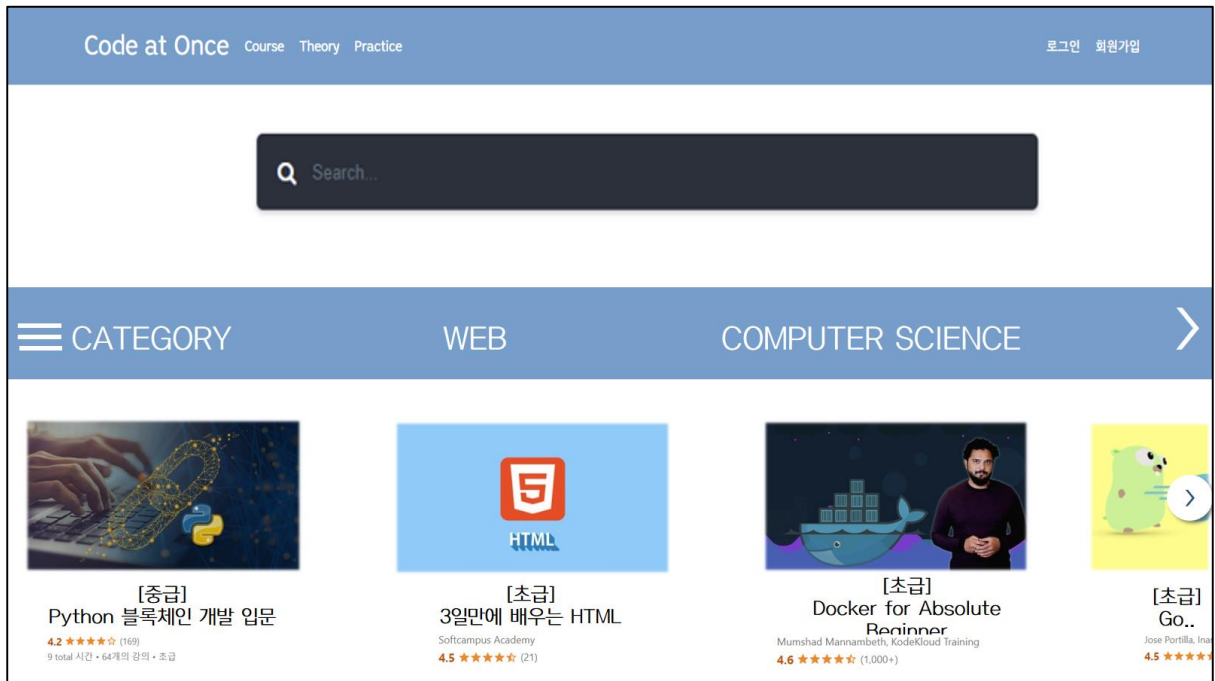 Code at Once Course Theory Practice 로그인 회원가입
Search...
CATEGORY WEB COMPUTER SCIENCE
HTML
[중급]
Python 블록체인 개발 입문
4.2 (169)
9 total 시간 • 64개의 강의 • 초급
[초급]
3일만에 배우는 HTML
Softcampus Academy
4.5 (21)
[초급]
Docker for Absolute
Beginner
Mumshad Mannambeth, KodeKloud Training
4.6 (1,000+)
[초급]
Go..
Jose Portilla, Inan
4.5